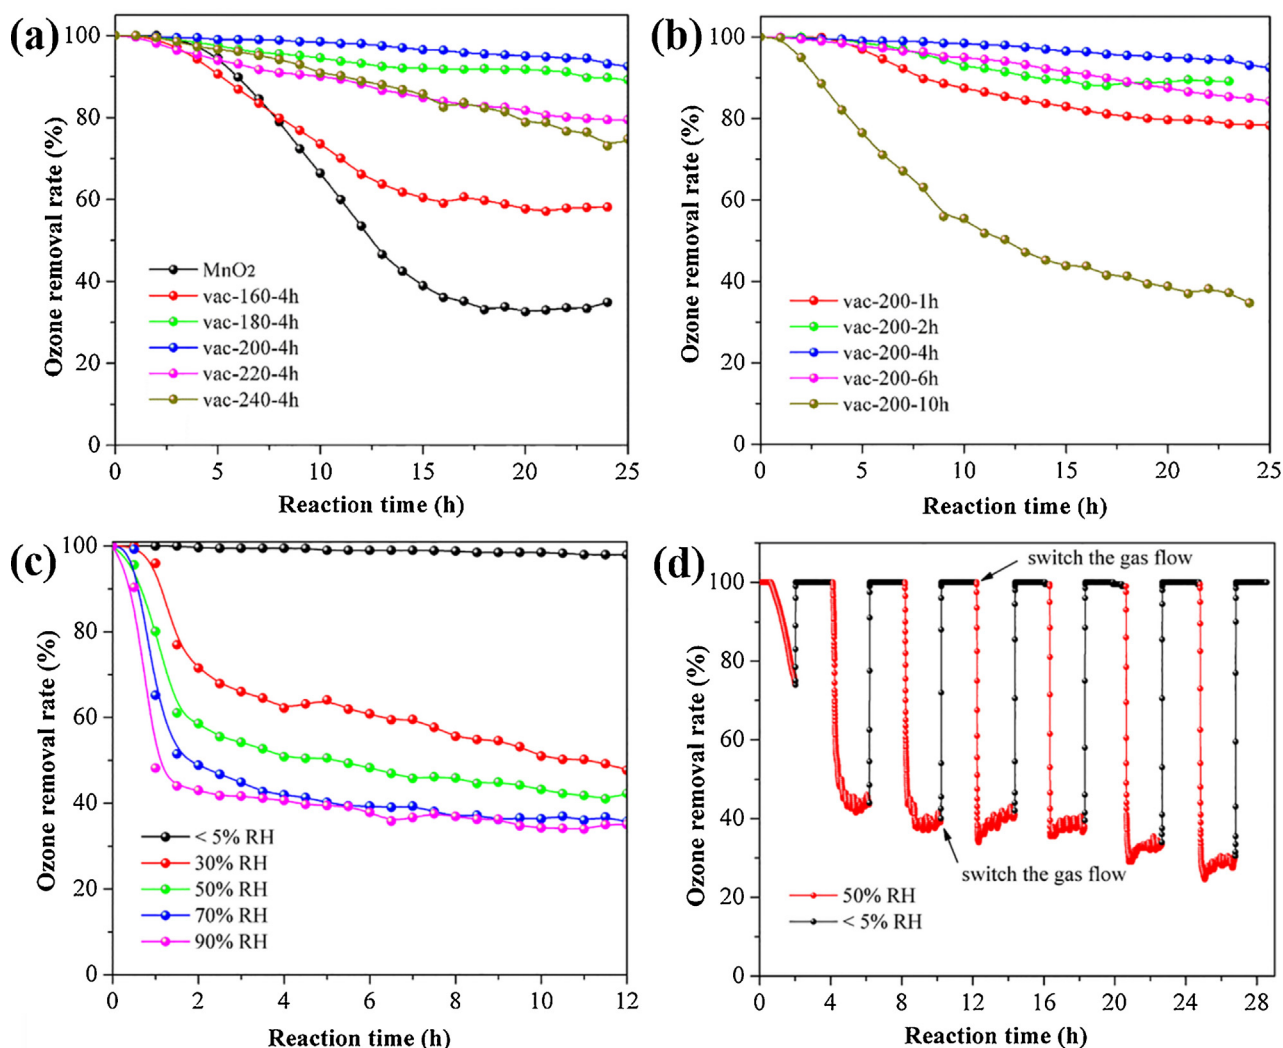 (a)
Ozone removal rate (%)
100
80
60
40
20
0
MnO2
vac-160-4h
vac-180-4h
vac-200-4h
vac-220-4h
vac-240-4h
0 5 10 15 20 25
Reaction time (h)
(b)
Ozone removal rate (%)
100
80
60
40
20
0
vac-200-1h
vac-200-2h
vac-200-4h
vac-200-6h
vac-200-10h
0 5 10 15 20 25
Reaction time (h)
(c)
Ozone removal rate (%)
100
80
60
40
20
0
< 5% RH
30% RH
50% RH
70% RH
90% RH
0 2 4 6 8 10 12
Reaction time (h)
(d)
Ozone removal rate (%)
switch the gas flow
100
80
60
40
20
0
switch the gas flow
50% RH
< 5% RH
0 4 8 12 16 20 24 28
Reaction time (h)